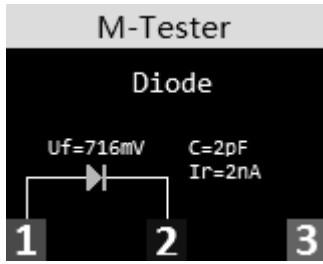 M-Tester
Diode
Uf=716mV C=2pF
Ir=2nA
1 2 3